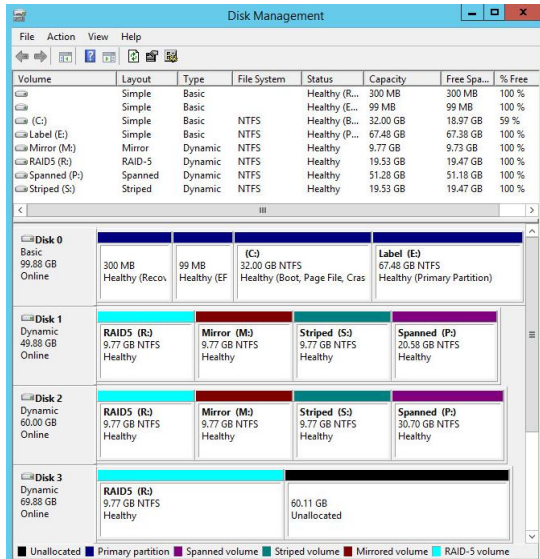 Disk Management
File Action View Help
Volume Layout Type File System Status Capacity Free Spa... % Free
Simple Basic Healthy (R... 300 MB 300 MB 100 %
Simple Basic Healthy (E... 99 MB 99 MB 100 %
(C:) Simple Basic NTFS Healthy (B... 32.00 GB 18.97 GB 59 %
Label (E:) Simple Basic NTFS Healthy (P... 67.48 GB 67.38 GB 100 %
Mirror (M:) Mirror Dynamic NTFS Healthy 9.77 GB 9.73 GB 100 %
RAID5 (R:) RAID-5 Dynamic NTFS Healthy 19.53 GB 19.47 GB 100 %
Spanned (P:) Spanned Dynamic NTFS Healthy 51.28 GB 51.18 GB 100 %
Striped (S:) Striped Dynamic NTFS Healthy 19.53 GB 19.47 GB 100 %
Disk 0
Basic
99.88 GB
Online
300 MB
Healthy (Recov
99 MB
Healthy (EF
(C:)
32.00 GB NTFS
Healthy (Boot, Page File, Cras
Label (E:)
67.48 GB NTFS
Healthy (Primary Partition)
Disk 1
Dynamic
49.88 GB
Online
RAID5 (R:)
9.77 GB NTFS
Healthy
Mirror (M:)
9.77 GB NTFS
Healthy
Striped (S:)
9.77 GB NTFS
Healthy
Spanned (P:)
20.58 GB NTFS
Healthy
Disk 2
Dynamic
60.00 GB
Online
RAID5 (R:)
9.77 GB NTFS
Healthy
Mirror (M:)
9.77 GB NTFS
Healthy
Striped (S:)
9.77 GB NTFS
Healthy
Spanned (P:)
30.70 GB NTFS
Healthy
Disk 3
Dynamic
69.88 GB
Online
RAID5 (R:)
9.77 GB NTFS
Healthy
60.11 GB
Unallocated
Unallocated Primary partition Spanned volume Striped volume Mirrored volume RAID-5 volume